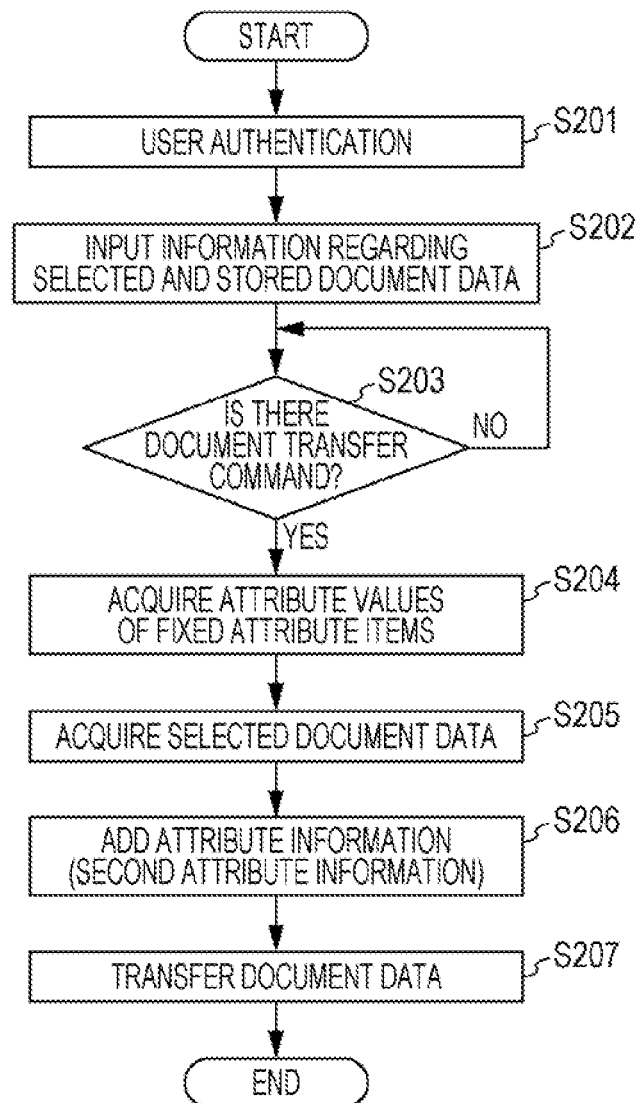 START
USER AUTHENTICATION
S201
INPUT INFORMATION REGARDING
SELECTED AND STORED DOCUMENT DATA
S202
S203
IS THERE
DOCUMENT TRANSFER
COMMAND?
NO
YES
ACQUIRE ATTRIBUTE VALUES
OF FIXED ATTRIBUTE ITEMS
S204
ACQUIRE SELECTED DOCUMENT DATA
S205
ADD ATTRIBUTE INFORMATION
(SECOND ATTRIBUTE INFORMATION)
S206
TRANSFER DOCUMENT DATA
S207
END